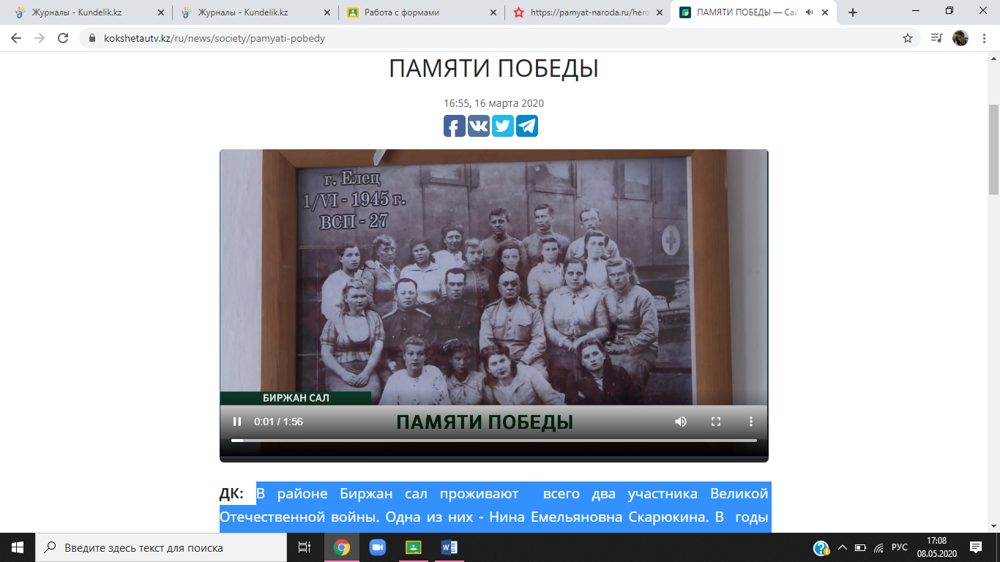 Журналы - Kundelik.kz
Журналы - Kundelik.kz
Работа с формами
https://pamyat-naroda.ru/hero
ПАМЯТИ ПОБЕДЫ — Сай
kokshetautv.kz/ru/news/society/pamyati-pobedy
ПАМЯТИ ПОБЕДЫ
16:55, 16 марта 2020
г. Елец
1/VI - 1945 г.
ВСП - 27
БИРЖАН САЛ
0:01 / 1:56
ПАМЯТИ ПОБЕДЫ
ДК: В районе Биржан сал проживают всего два участника Великой
Отечественной войны. Одна из них - Нина Емельяновна Скарюкина. В годы
Введите здесь текст для поиска
РУС
17:08
08.05.2020